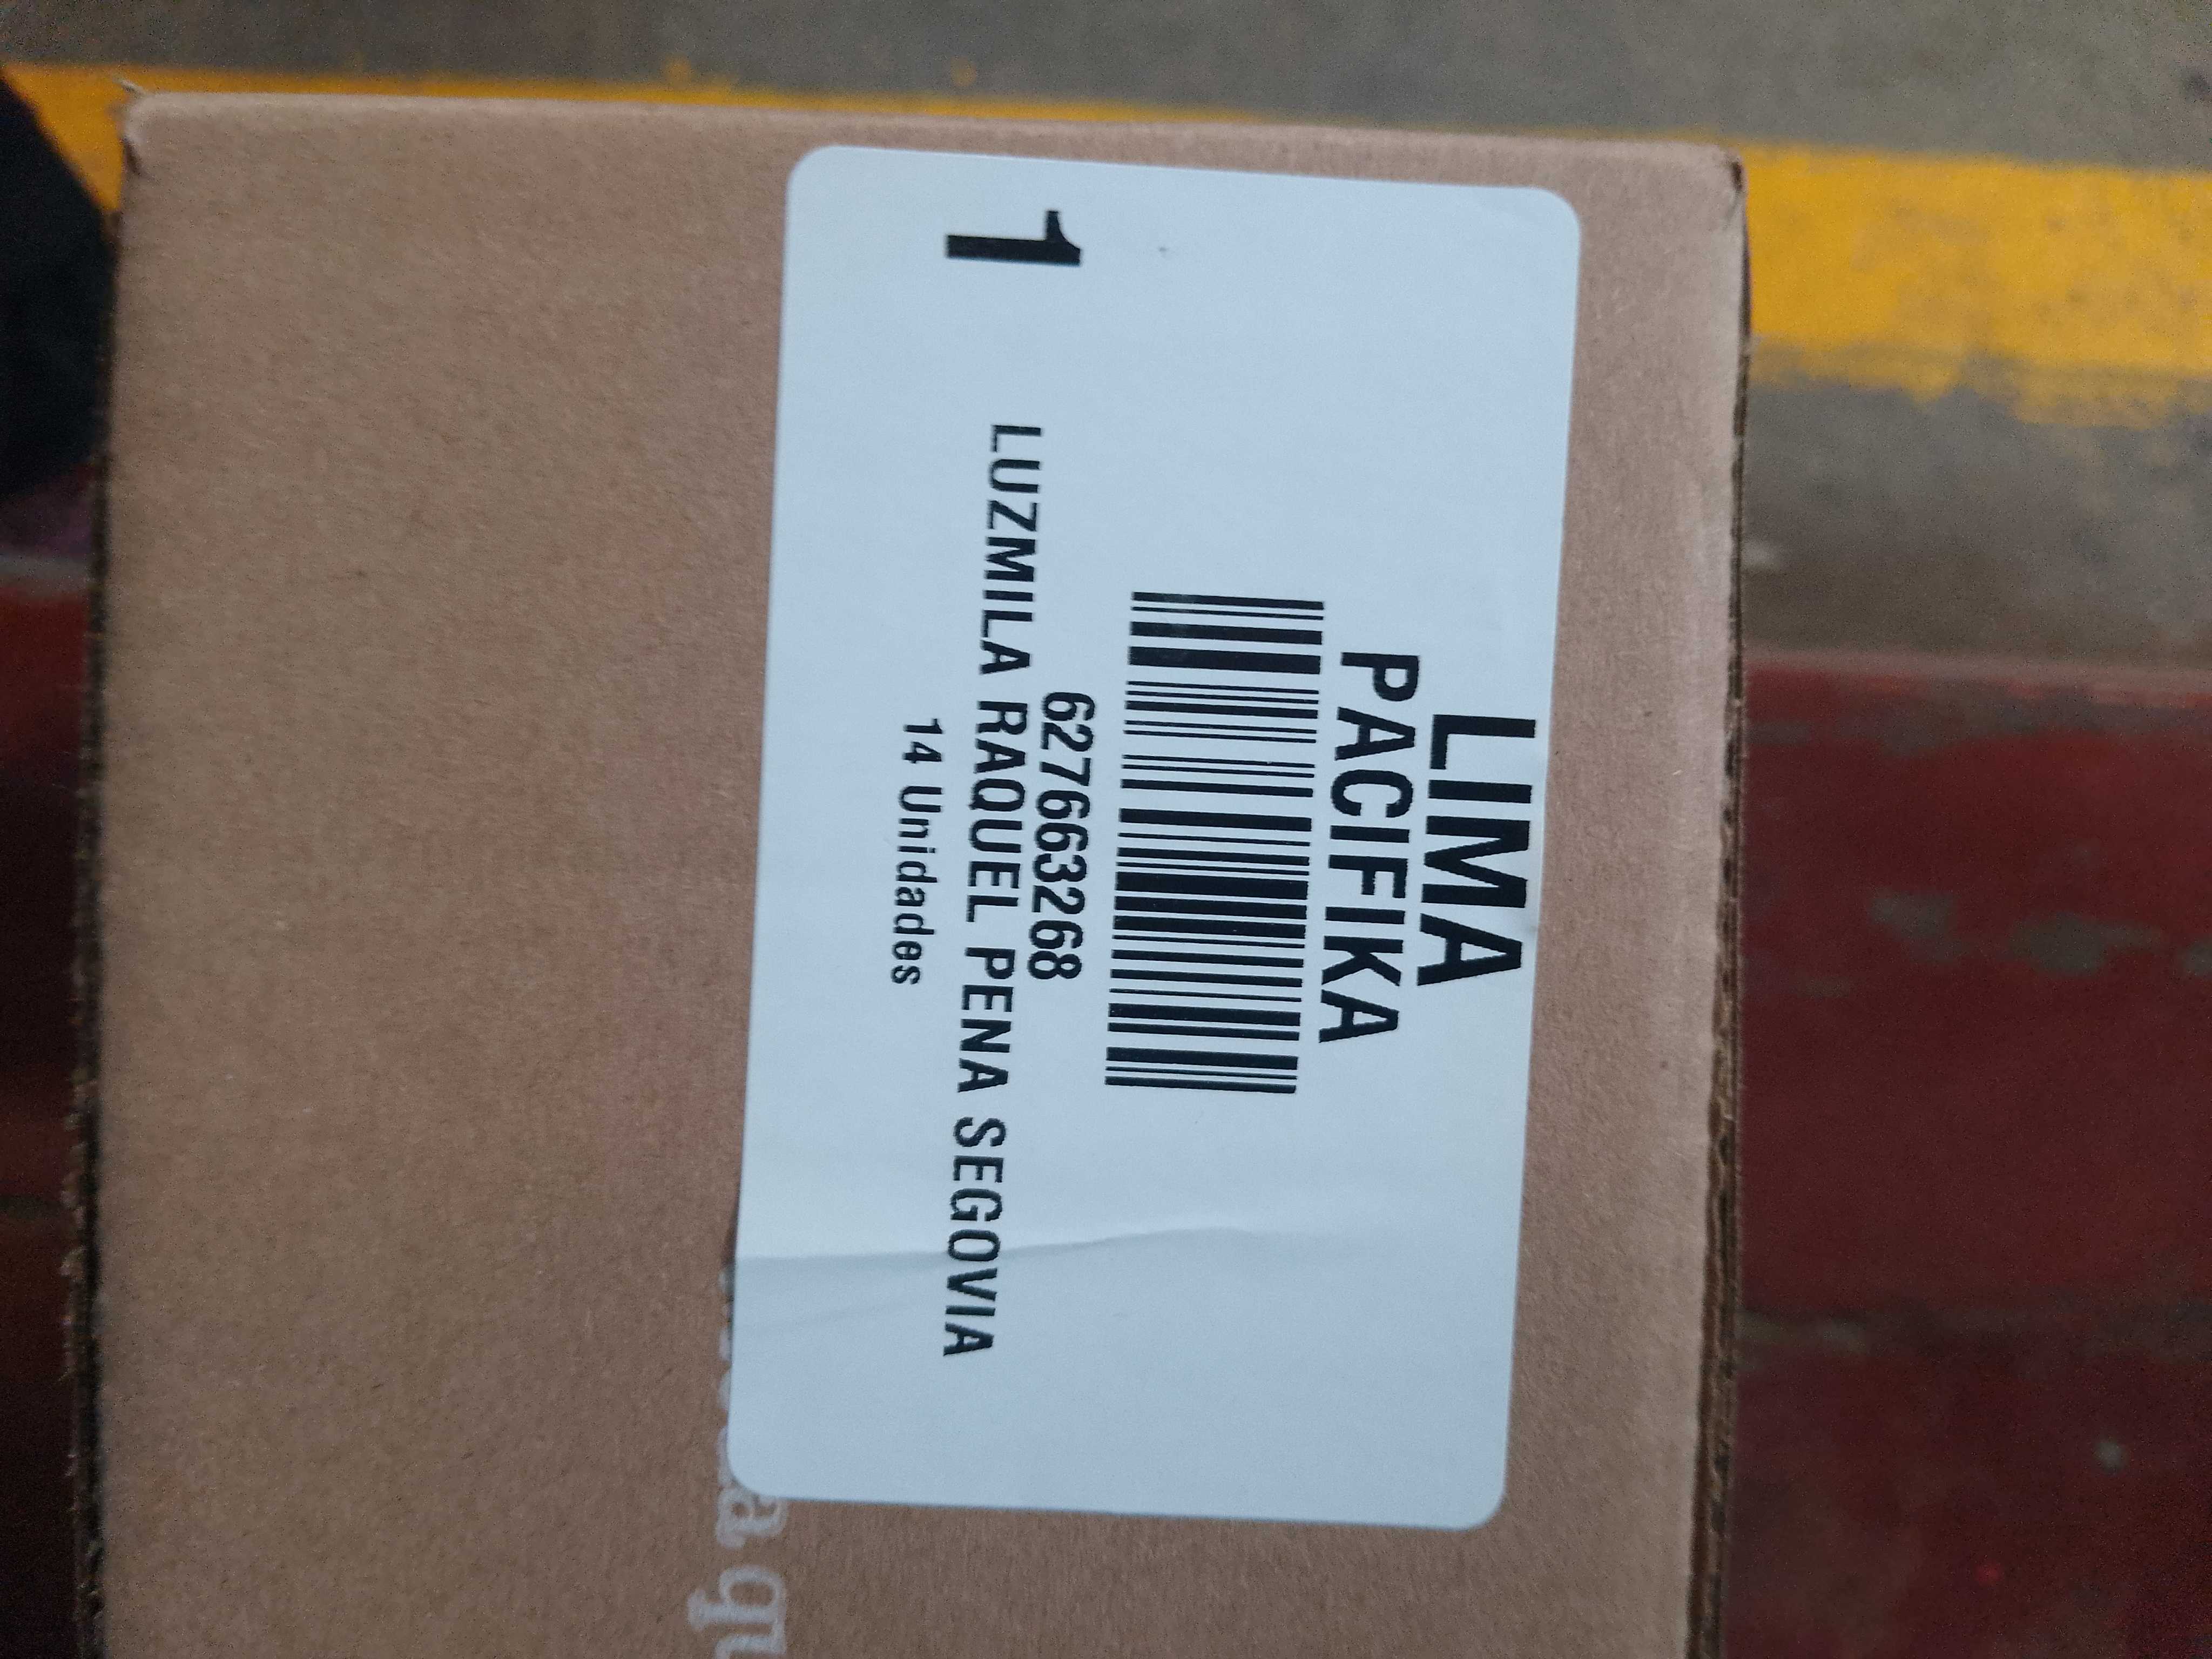 LIMA
PACIFIKA
627663268
LUZMILA RAQUEL PENA SEGOVIA
14 Unidades
1